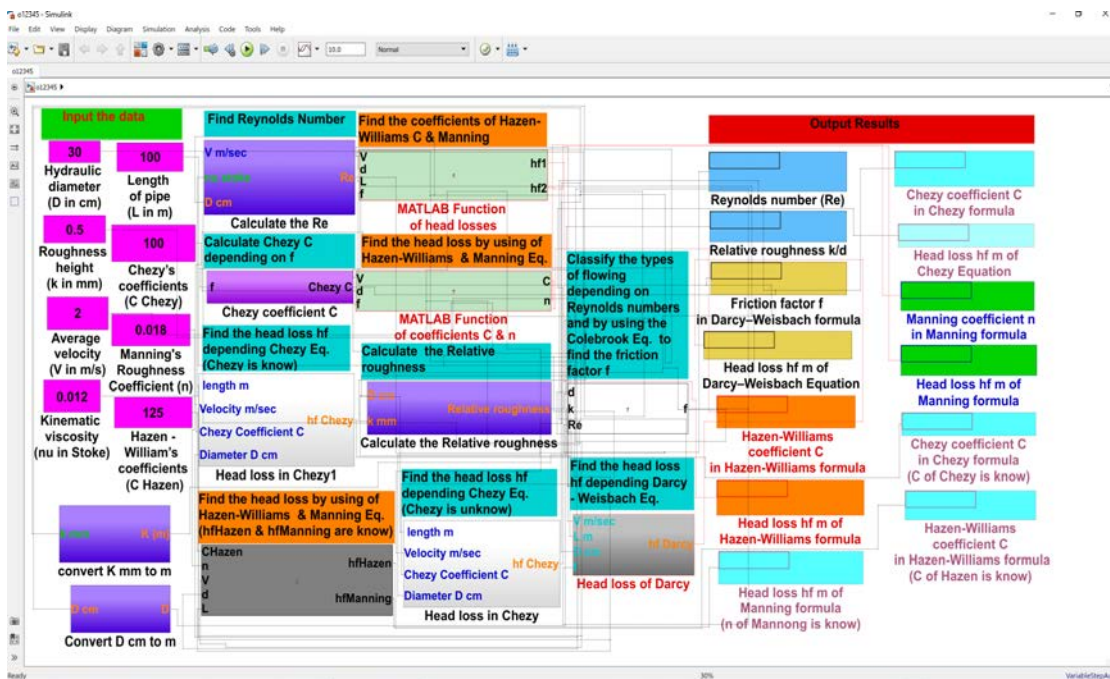 o12345 - Simulink
File Edit View Display Diagram Simulation Analysis Code Tools Help
10.0
Normal
o12345
o12345
Input the data
30
Hydraulic
diameter
(D in cm)
100
Length
of pipe
(L in m)
0.5
Roughness
height
(k in mm)
100
Chezy's
coefficients
(C Chezy)
2
Average
velocity
(V in m/s)
0.018
Manning's
Roughness
Coefficient (n)
0.012
Kinematic
viscosity
(nu in Stoke)
125
Hazen -
William's
coefficients
(C Hazen)
K (m)
convert K mm to m
D cm
D
Convert D cm to m
Find Reynolds Number
V m/sec
Re
D cm
Calculate the Re
Calculate Chezy C
depending on f
f
Chezy C
Chezy coefficient C
Find the head loss hf
depending Chezy Eq.
(Chezy is know)
length m
Velocity m/sec
Chezy Coefficient C
Diameter D cm
hf Chezy
Head loss in Chezy1
Find the head loss by using of
Hazen-Williams & Manning Eq.
(hfHazen & hfManning are know)
CHazen
n
V
d
L
hfHazen
hfManning
Find the coefficients of Hazen-
Williams C & Manning
V
d
L
f
hf1
hf2
MATLAB Function
of head losses
Find the head loss by using of
Hazen-Williams & Manning Eq.
V
d
f
C
n
MATLAB Function
of coefficients C & n
Calculate the Relative
roughness
k mm
Relative roughness
Calculate the Relative roughness
Find the head loss hf
depending Chezy Eq.
(Chezy is unknow)
length m
Velocity m/sec
Chezy Coefficient C
Diameter D cm
hf Chezy
Head loss in Chezy
Classify the types
of flowing
depending on
Reynolds numbers
and by using the
Colebrook Eq. to
find the friction
factor f
d
k
Re
f
Find the head loss
hf depending Darcy
- Weisbach Eq.
V m/sec
L m
hf Darcy
Head loss of Darcy
Output Results
Reynolds number (Re)
Relative roughness k/d
Friction factor f
in Darcy–Weisbach formula
Head loss hf m of
Darcy–Weisbach Equation
Hazen-Williams
coefficient C
in Hazen-Williams formula
Head loss hf m of
Hazen-Williams formula
Head loss hf m of
Manning formula
(n of Mannong is know)
Chezy coefficient C
in Chezy formula
Head loss hf m of
Chezy Equation
Manning coefficient n
in Manning formula
Head loss hf m of
Manning formula
Chezy coefficient C
in Chezy formula
(C of Chezy is know)
Hazen-Williams
coefficient C
in Hazen-Williams formula
(C of Hazen is know)
Ready
30%